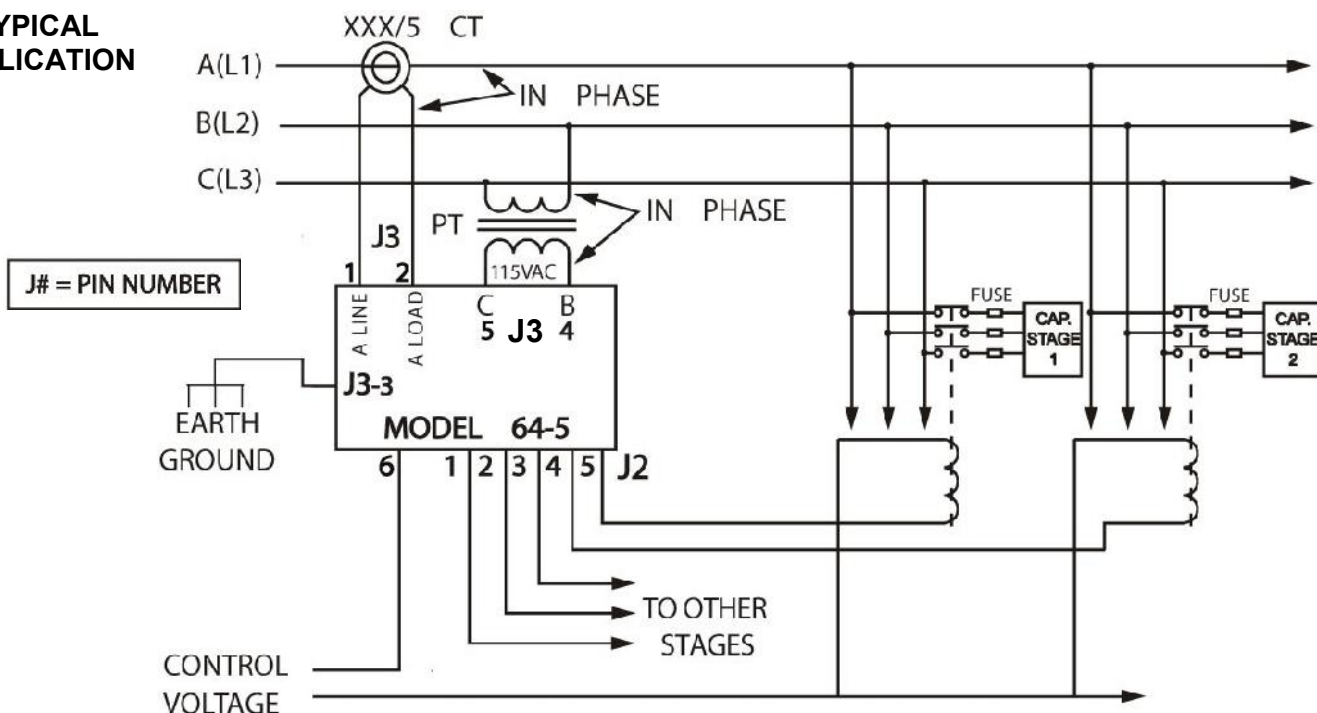 YPICAL
LICATION
XXX/5 CT
A(L1)
IN PHASE
B(L2)
C(L3)
PT
IN PHASE
J3
1 2
115VAC
J# = PIN NUMBER
A LINE
A LOAD
C B
5 J3 4
J3-3
EARTH
GROUND
MODEL 64-5
6 1 2 3 4 5 J2
FUSE
CAP.
STAGE
1
FUSE
CAP.
STAGE
2
TO OTHER
STAGES
CONTROL
VOLTAGE